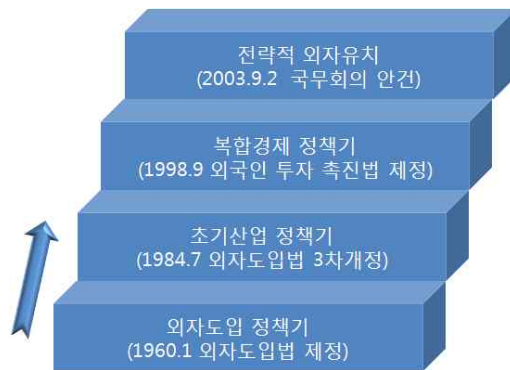 전략적 외자유치
(2003.9.2 국무회의 안건)
복합경제 정책기
(1998.9 외국인 투자 촉진법 제정)
초기산업 정책기
(1984.7 외자도입법 3차개정)
외자도입 정책기
(1960.1 외자도입법 제정)